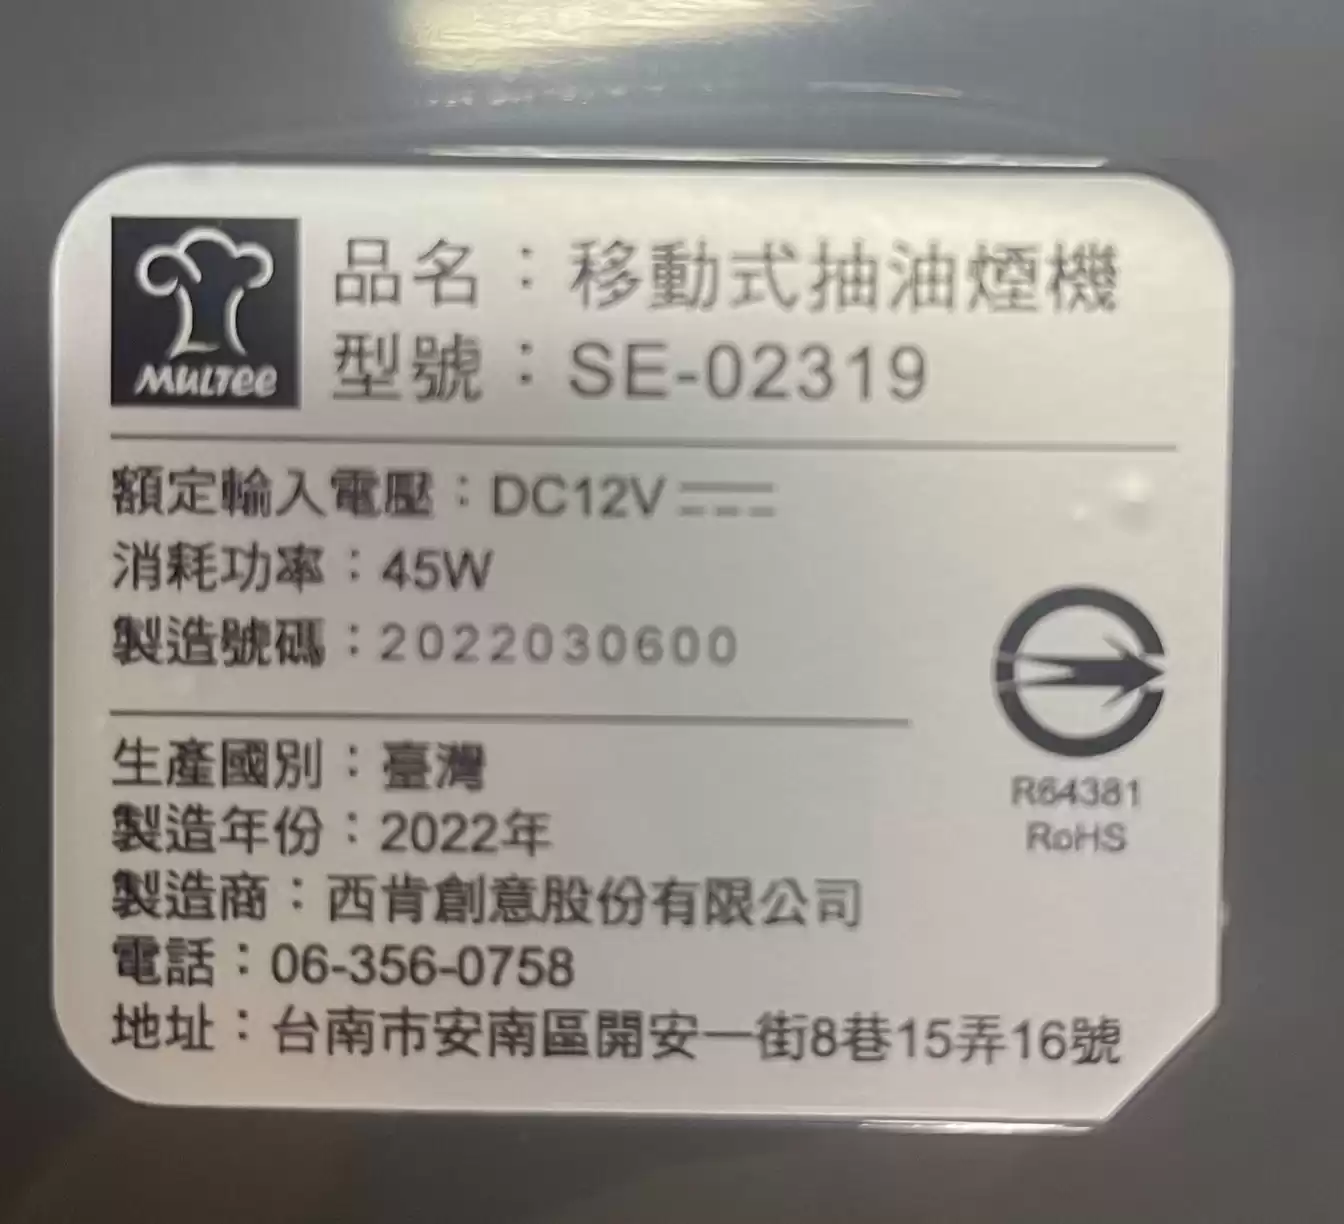 MULTEE
品名：移動式抽油煙機
型號：SE-02319
額定輸入電壓：DC12V
消耗功率：45W
製造號碼：2022030600
生產國別：臺灣
製造年份：2022年
製造商：西肯創意股份有限公司
電話：06-356-0758
地址：台南市安南區開安一街8巷15弄16號
R64381
RoHS